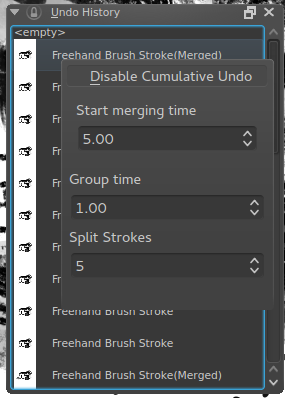 Undo History
<empty>
Freehand Brush Stroke(Merged)
Disable Cumulative Undo
Start merging time
5.00
Group time
1.00
Split Strokes
5
Freehand Brush Stroke
Freehand Brush Stroke
Freehand Brush Stroke(Merged)